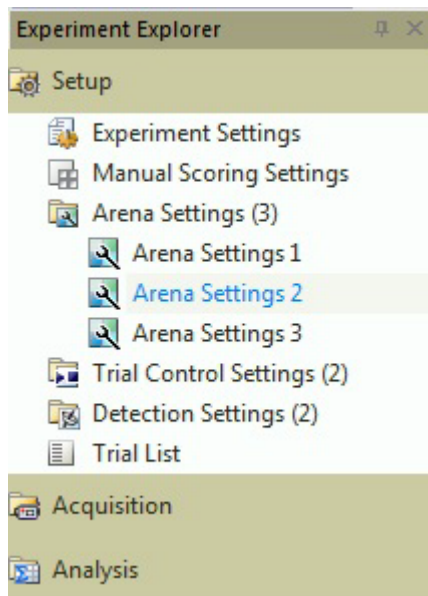 Experiment Explorer
Setup
Experiment Settings
Manual Scoring Settings
Arena Settings (3)
Arena Settings 1
Arena Settings 2
Arena Settings 3
Trial Control Settings (2)
Detection Settings (2)
Trial List
Acquisition
Analysis